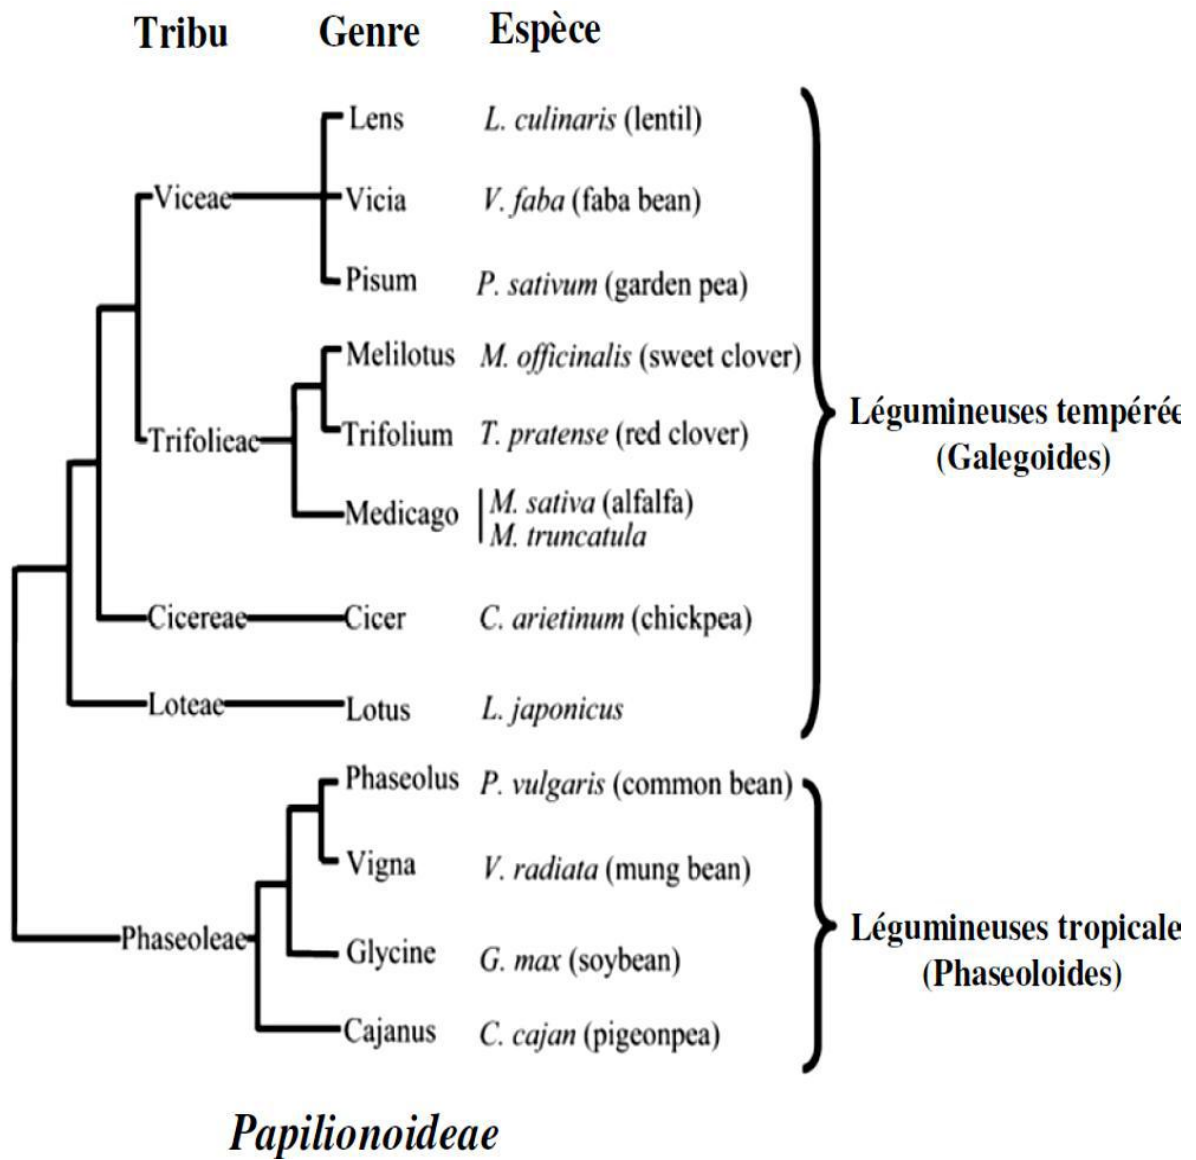 Tribu Genre Espèce
Lens L. culinaris (lentil)
Viceae Vicia V. faba (faba bean)
Pisum P. sativum (garden pea)
Melilotus M. officinalis (sweet clover)
Trifolieae Trifolium T. pratense (red clover)
Medicago M. sativa (alfalfa)
M. truncatula
Légumineuses tempérée
(Galegoides)
Cicereae Cicer C. arietinum (chickpea)
Loteae Lotus L. japonicus
Phaseolus P. vulgaris (common bean)
Vigna V. radiata (mung bean)
Phaseoleae Glycine G. max (soybean)
Cajanus C. cajan (pigeonpea)
Légumineuses tropicale
(Phaseoloides)
Papilionoideae